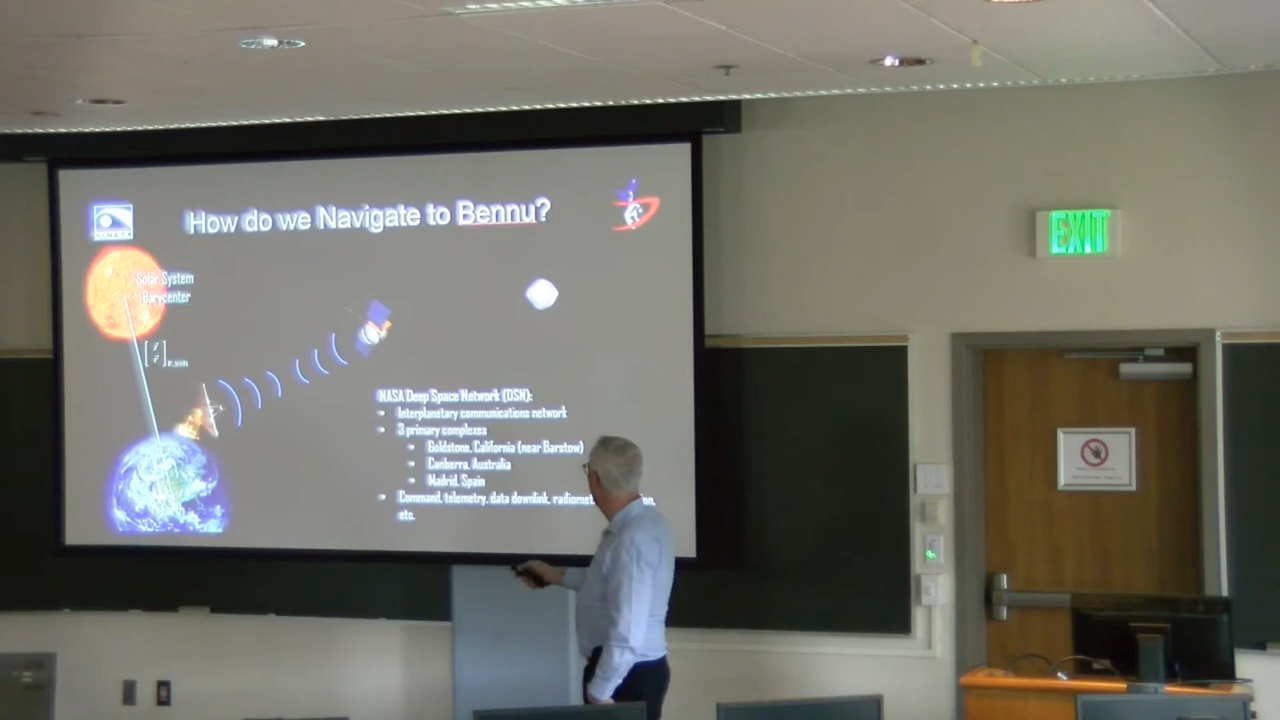 How do we Navigate to Bennu?
Solar System
Barycenter
NASA Deep Space Network (DSN):
Interplanetary communications network
3 primary complexes
Goldstone, California (near Barstow)
Canberra, Australia
Madrid, Spain
Command, telemetry, data downlink,
etc.
EXIT